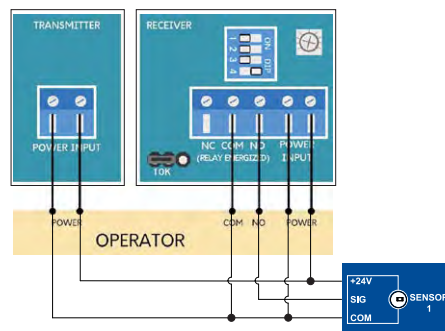 TRANSMITTER
POWER INPUT
RECEIVER
1
2
3
4
ON
DIP
NC COM NO POWER
(RELAY ENERGIZED) INPUT
10K
POWER
COM NO POWER
OPERATOR
+24V
SIG
COM
SENSOR
1